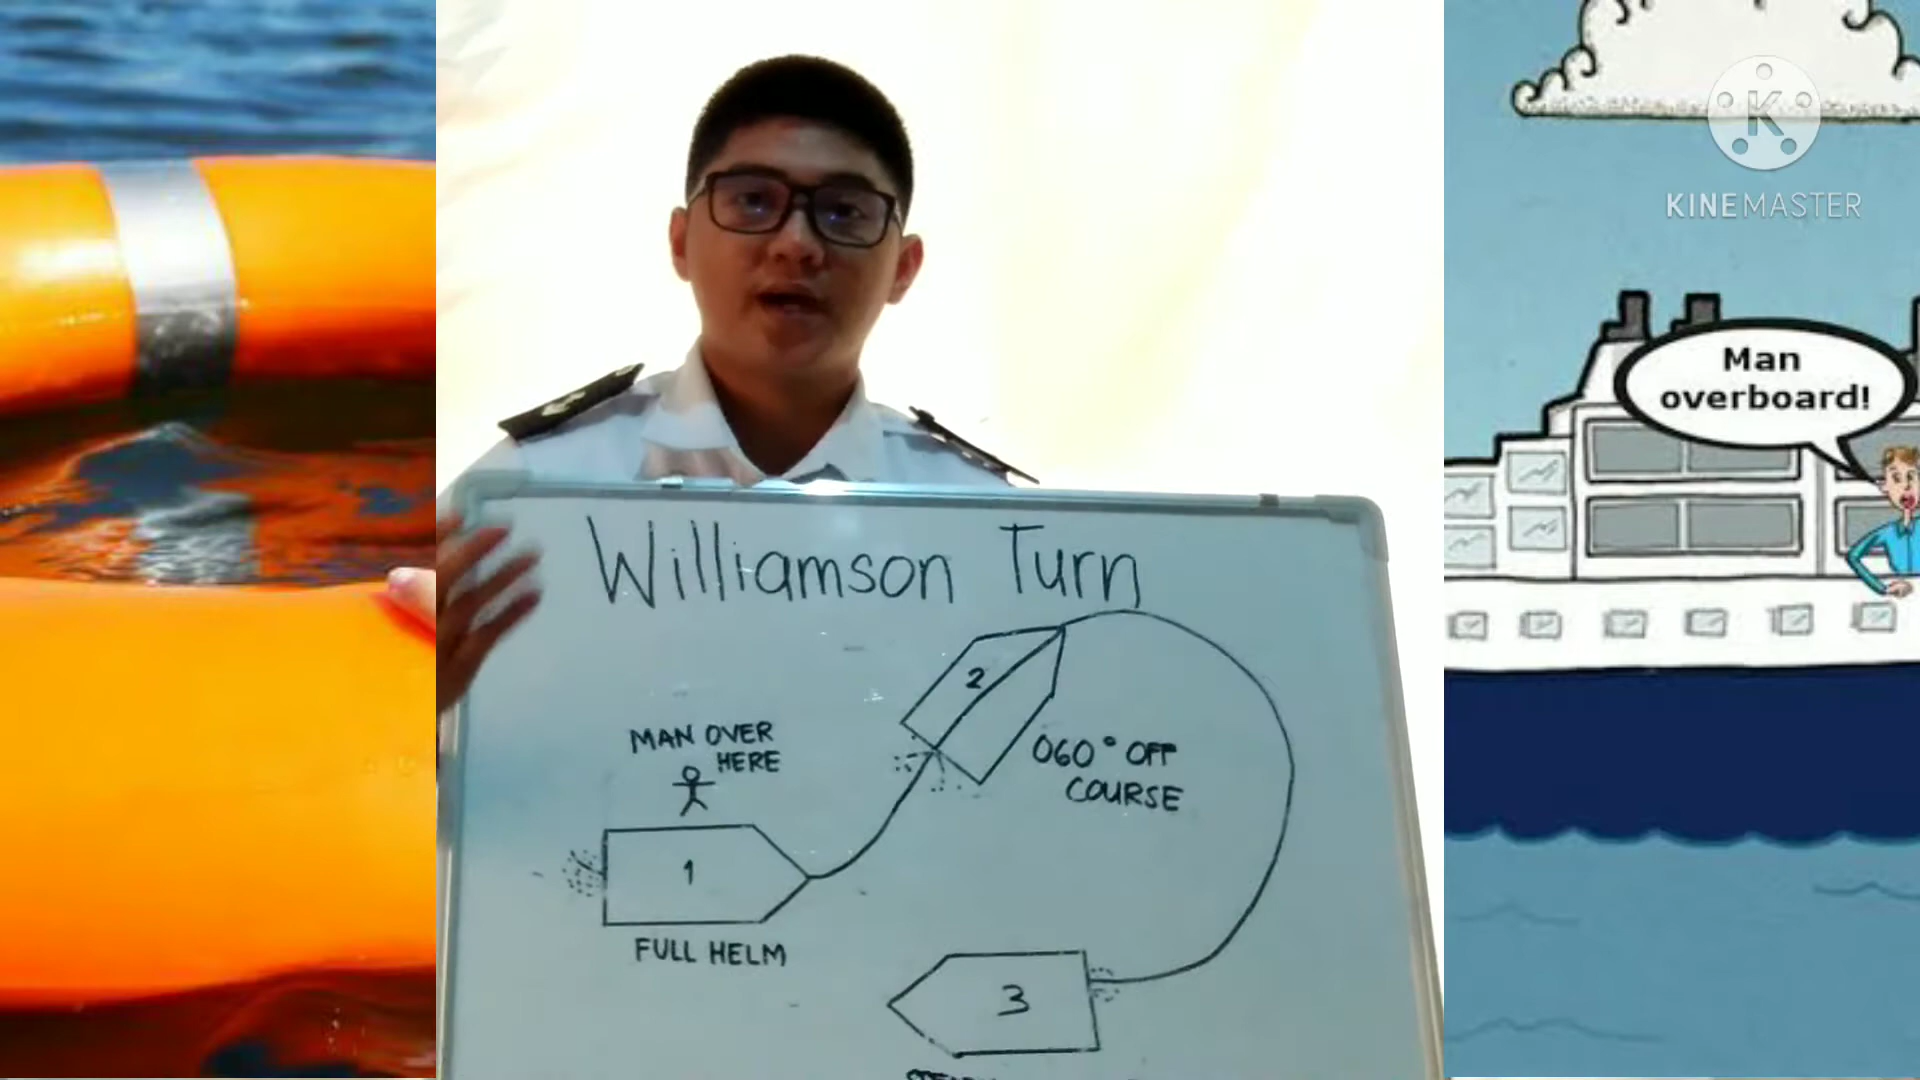 KINEMASTER
Man
overboard!
Williamson Turn
2
MAN OVER
HERE
060° OFF
COURSE
1
FULL HELM
3